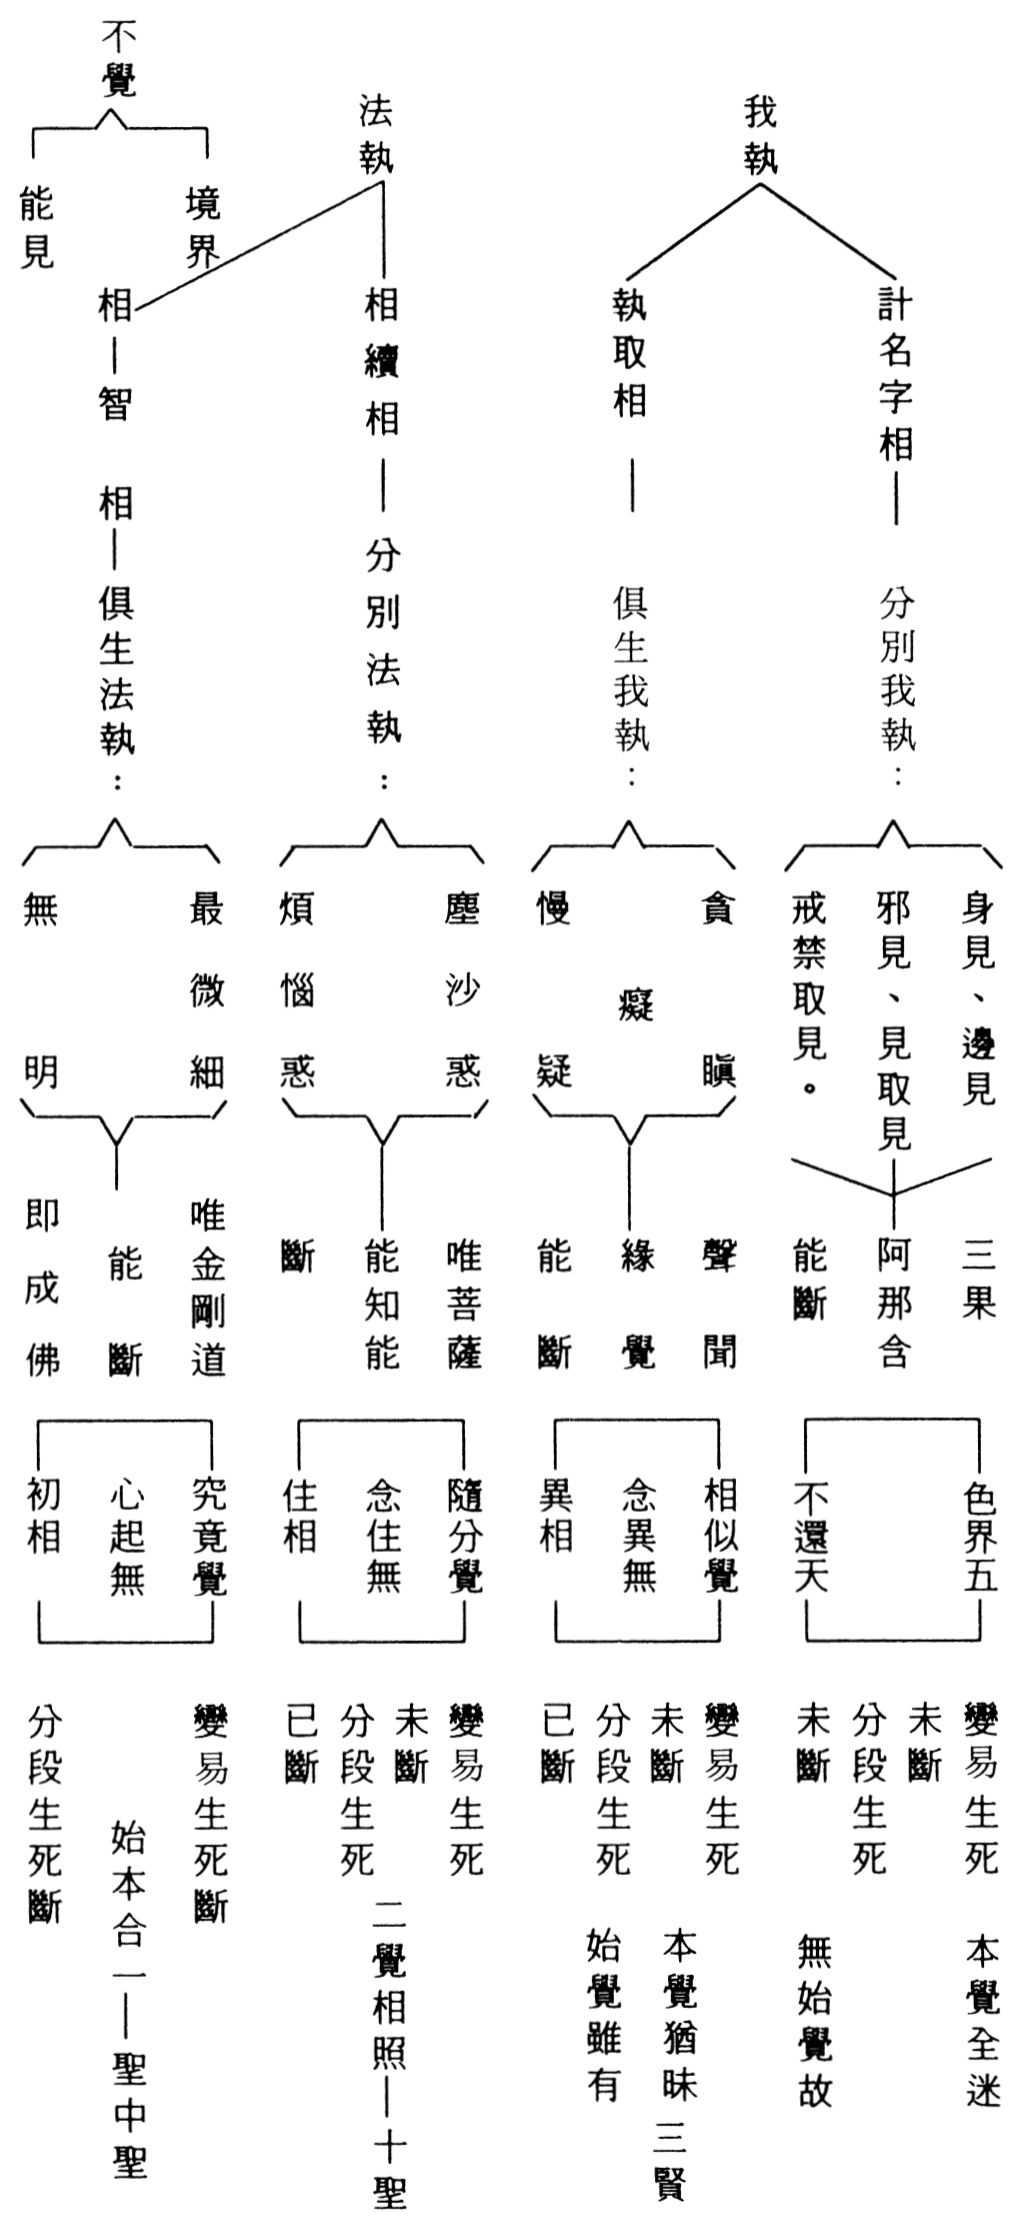 我執
計名字相
分別我執：
身見、邊見
邪見、見取見
戒禁取見。
三果
阿那含
能斷
色界五
不還天
變易生死
未斷
分段生死
未斷
本覺全迷
無始覺故
執取相
俱生我執：
貪瞋
癡
慢疑
聲聞
緣覺
能斷
相似覺
念異無
異相
變易生死
未斷
分段生死
已斷
本覺猶昧
始覺雖有
三賢
法執
相續相
分別法執：
塵沙惑
煩惱惑
唯菩薩
能知能
斷
隨分覺
念住無
住相
變易生死
未斷
分段生死
已斷
二覺相照—十聖
不覺
境界
能見
相—智相—俱生法執：
最微細
無明
唯金剛道
能斷
即成佛
究竟覺
心起無
初相
變易生死斷
分段生死斷
始本合一—聖中聖